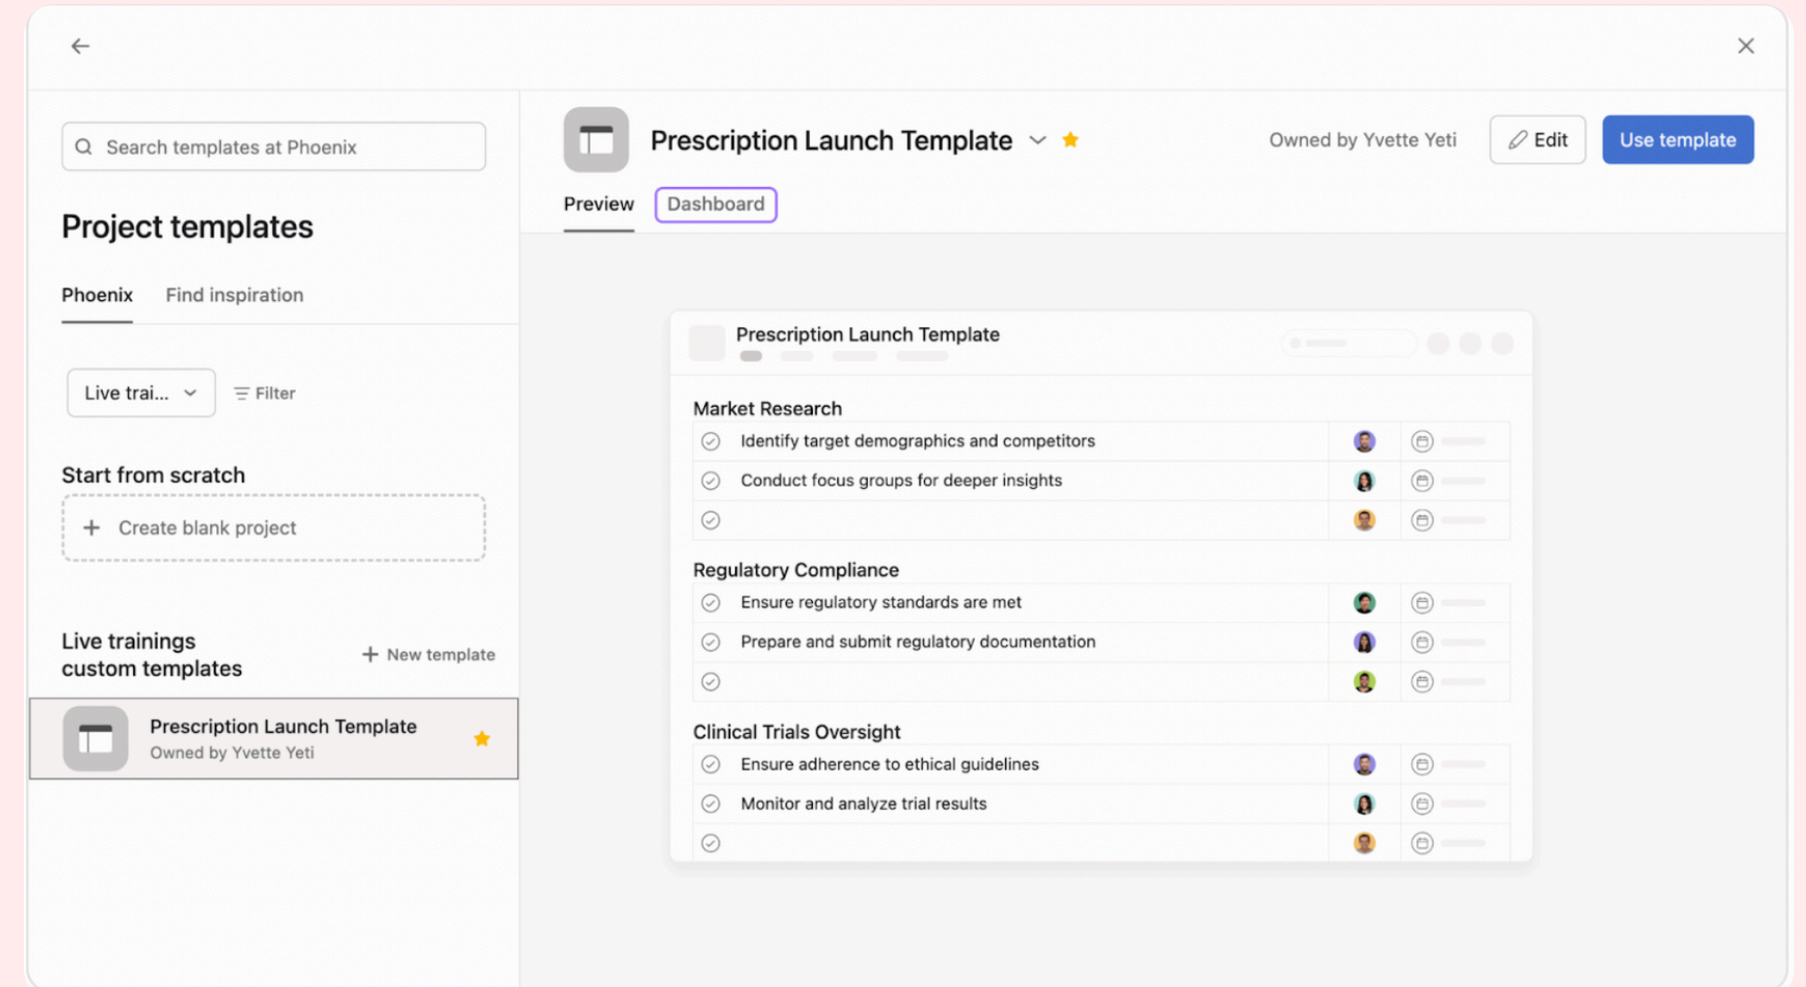 Search templates at Phoenix
Project templates
Phoenix
Find inspiration
Live trai...
Filter
Start from scratch
+ Create blank project
Live trainings
custom templates
+ New template
Prescription Launch Template
Owned by Yvette Yeti
Prescription Launch Template
Owned by Yvette Yeti
Edit
Use template
Preview
Dashboard
Prescription Launch Template
Market Research
Identify target demographics and competitors
Conduct focus groups for deeper insights
Regulatory Compliance
Ensure regulatory standards are met
Prepare and submit regulatory documentation
Clinical Trials Oversight
Ensure adherence to ethical guidelines
Monitor and analyze trial results